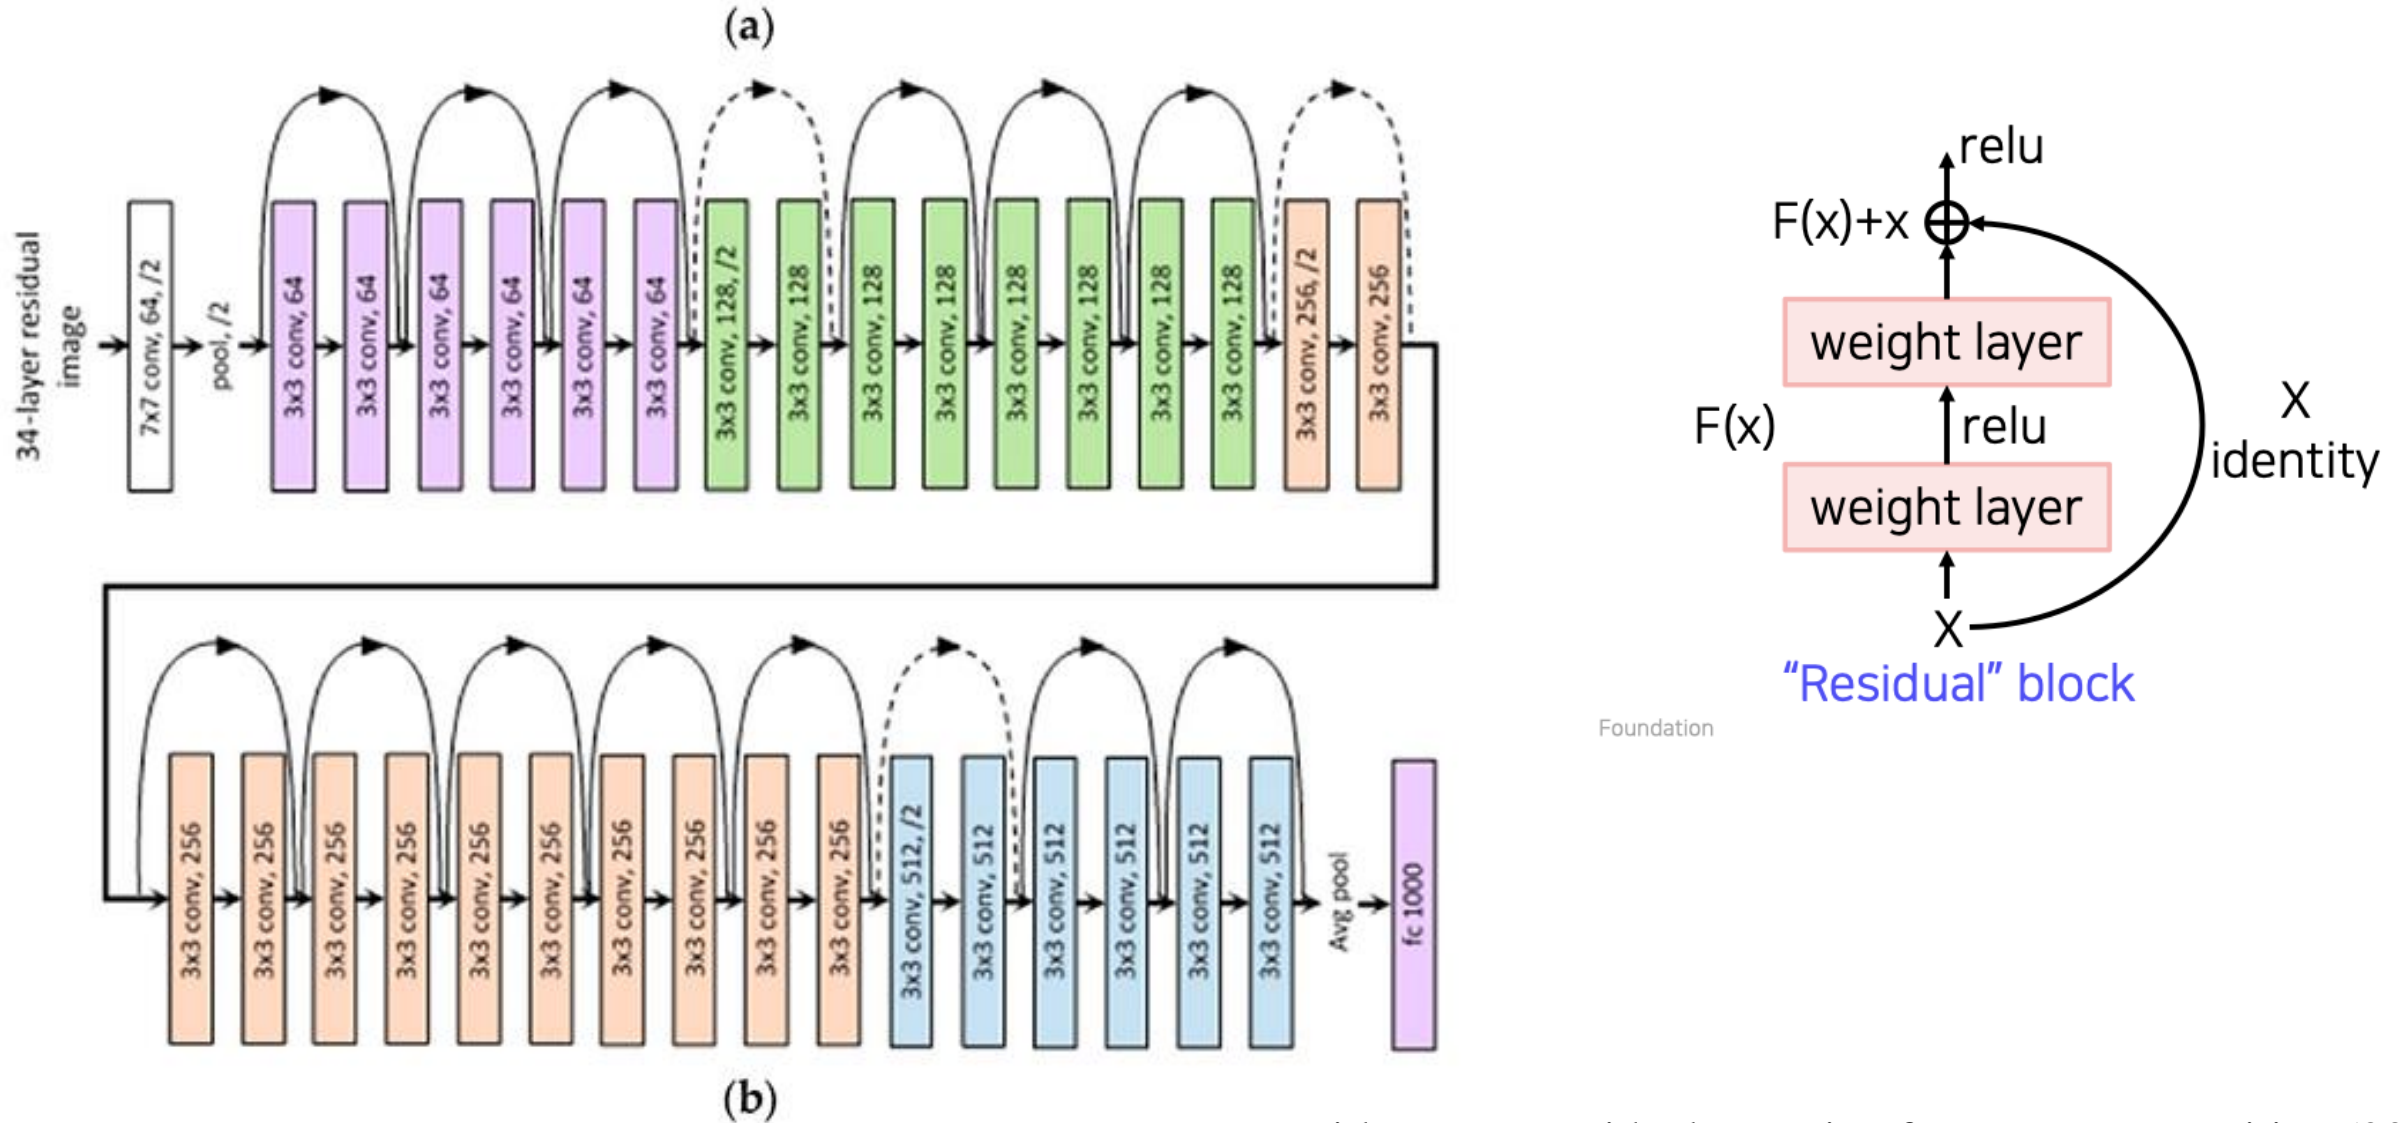 (a)
34-layer residual
image
7x7 conv, 64, /2
pool, /2
3x3 conv, 64
3x3 conv, 64
3x3 conv, 64
3x3 conv, 64
3x3 conv, 64
3x3 conv, 64
3x3 conv, 128, /2
3x3 conv, 128
3x3 conv, 128
3x3 conv, 128
3x3 conv, 128
3x3 conv, 128
3x3 conv, 128
3x3 conv, 128
3x3 conv, 256, /2
3x3 conv, 256
3x3 conv, 256
3x3 conv, 256
3x3 conv, 256
3x3 conv, 256
3x3 conv, 256
3x3 conv, 256
3x3 conv, 256
3x3 conv, 256
3x3 conv, 256
3x3 conv, 256
3x3 conv, 512, /2
3x3 conv, 512
3x3 conv, 512
3x3 conv, 512
3x3 conv, 512
3x3 conv, 512
Avg pool
fc 1000
(b)
relu
F(x)+x
weight layer
F(x)
relu
X
identity
weight layer
X
“Residual” block
Foundation